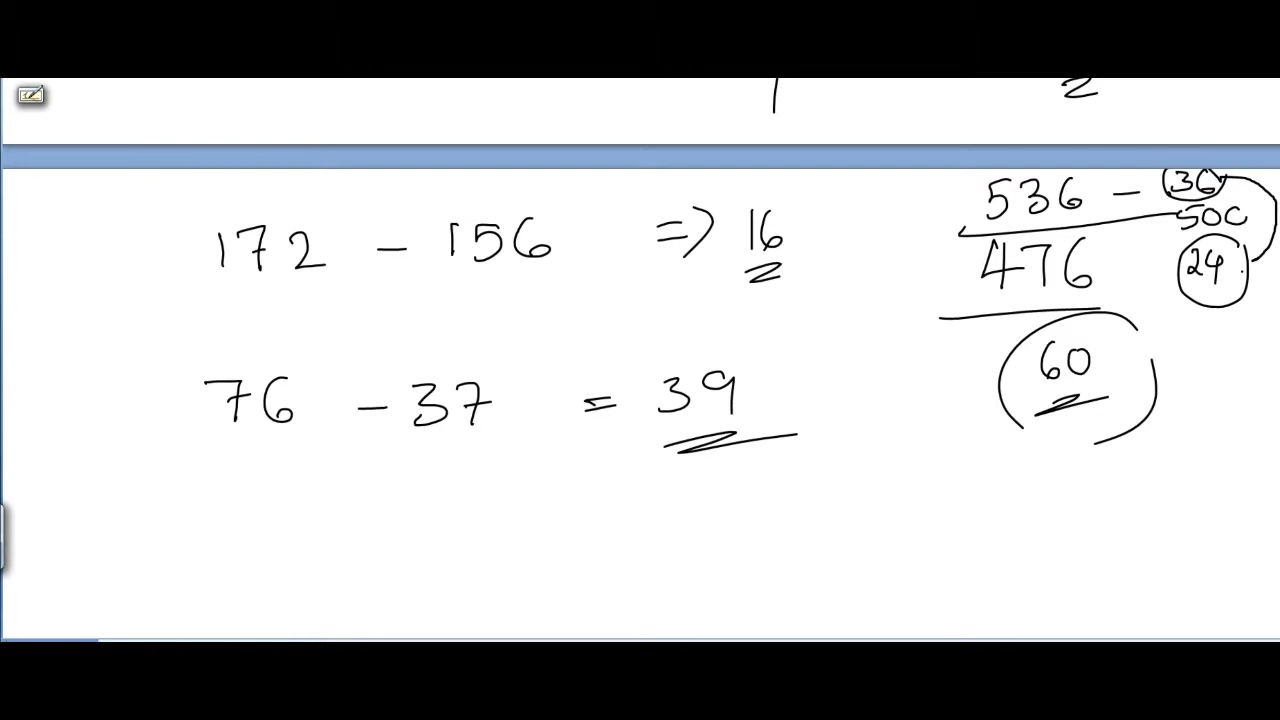 1 2
172 - 156 => 16
76 - 37 = 39
536 - 36
500
476 24
60